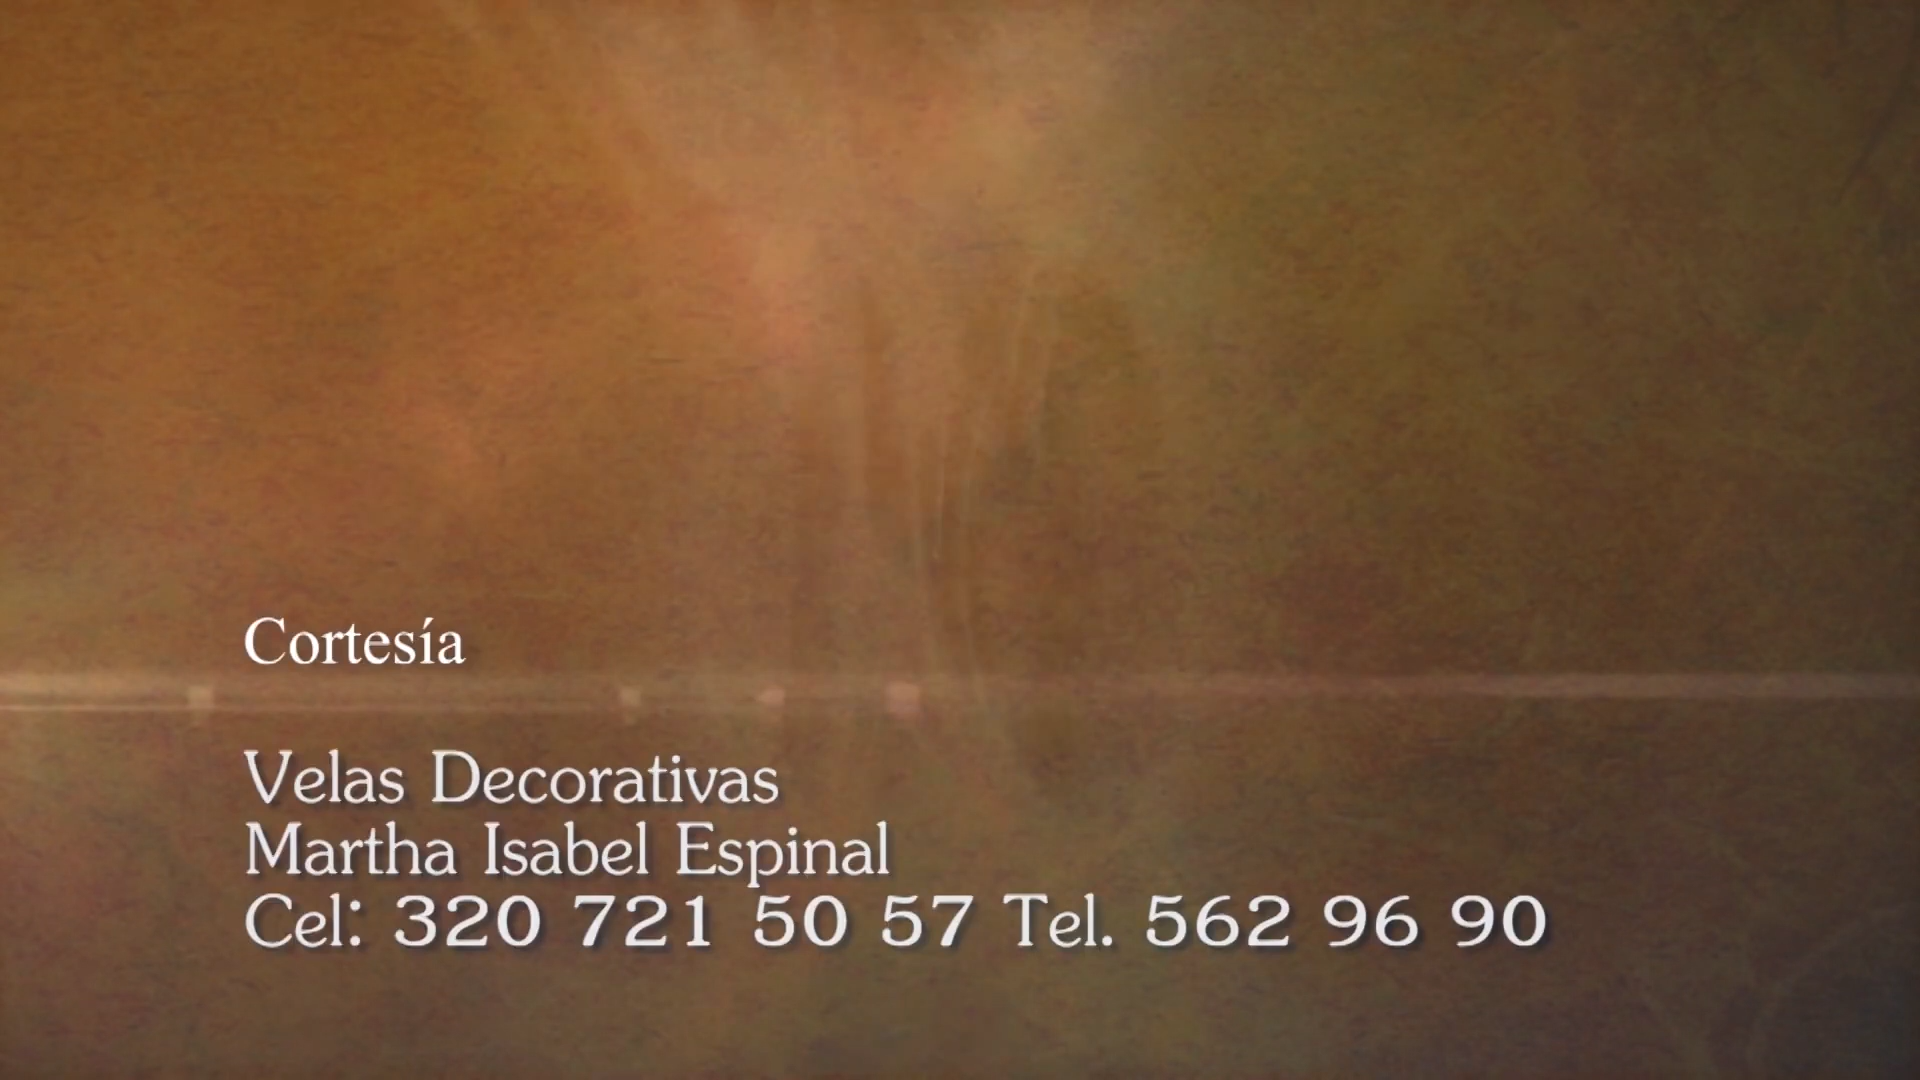 Cortesía
Velas Decorativas
Martha Isabel Espinal
Cel: 320 721 50 57 Tel. 562 96 90